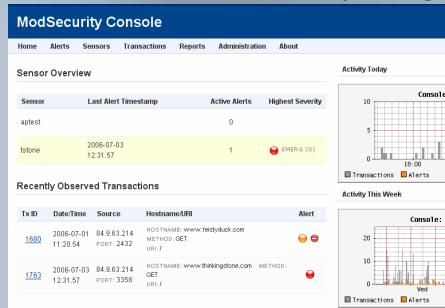 ModSecurity Console
Home Alerts Sensors Transactions Reports Administration About
Sensor Overview
Sensor Last Alert Timestamp Active Alerts Highest Severity
aptest 0
tstone 2006-07-03 12:31.57 1 EMERG (0)
Recently Observed Transactions
Tx ID Date/Time Source Hostname/URI Alert
1680 2006-07-01 11:20.54 84.9.63.214 PORT: 2432 HOSTNAME: www.feistyduck.com METHOD: GET URI: /
1763 2006-07-03 12:31.57 84.9.63.214 PORT: 3358 HOSTNAME: www.thinkingstone.com METHOD: GET URI: /
Activity Today
Console
10
5
0
18:00
Transactions Alerts
Activity This Week
Console:
20
10
0
Wed
Transactions Alerts